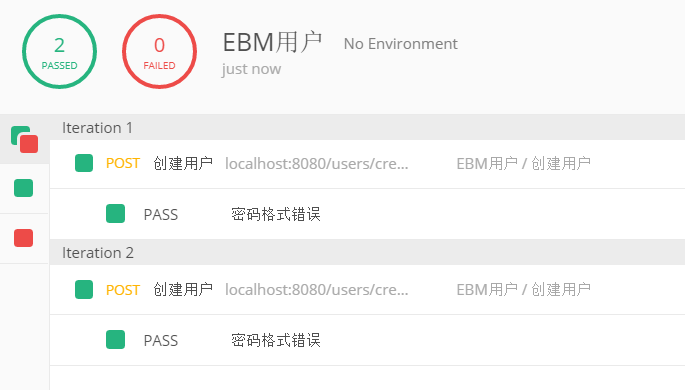 2 PASSED
0 FAILED
EBM用户 No Environment
just now
Iteration 1
POST 创建用户 localhost:8080/users/cre... EBM用户 / 创建用户
PASS 密码格式错误
Iteration 2
POST 创建用户 localhost:8080/users/cre... EBM用户 / 创建用户
PASS 密码格式错误